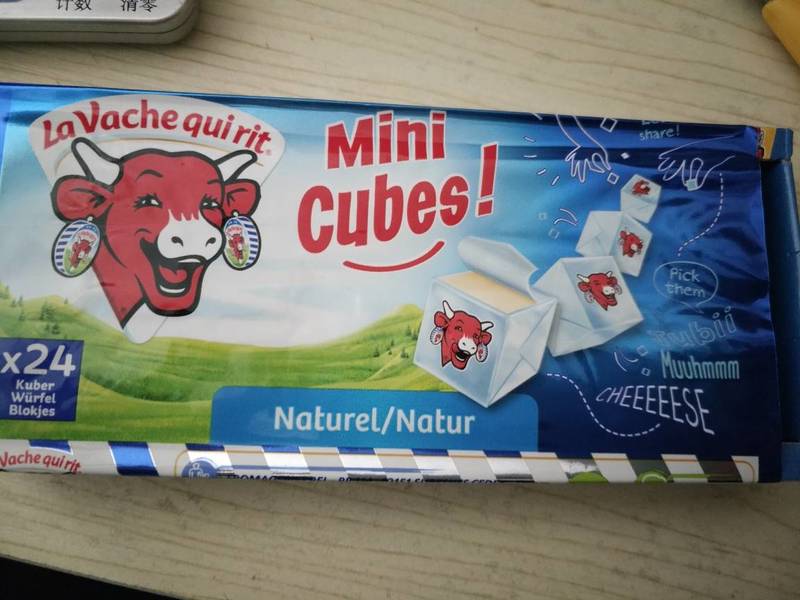 计数 清零
La Vache qui rit
Mini
Cubes!
share!
Pick
them
Muuhmmm
CHEEEEESE
x24
Kuber
Würfel
Blokjes
Naturel/Natur
Vache qui rit